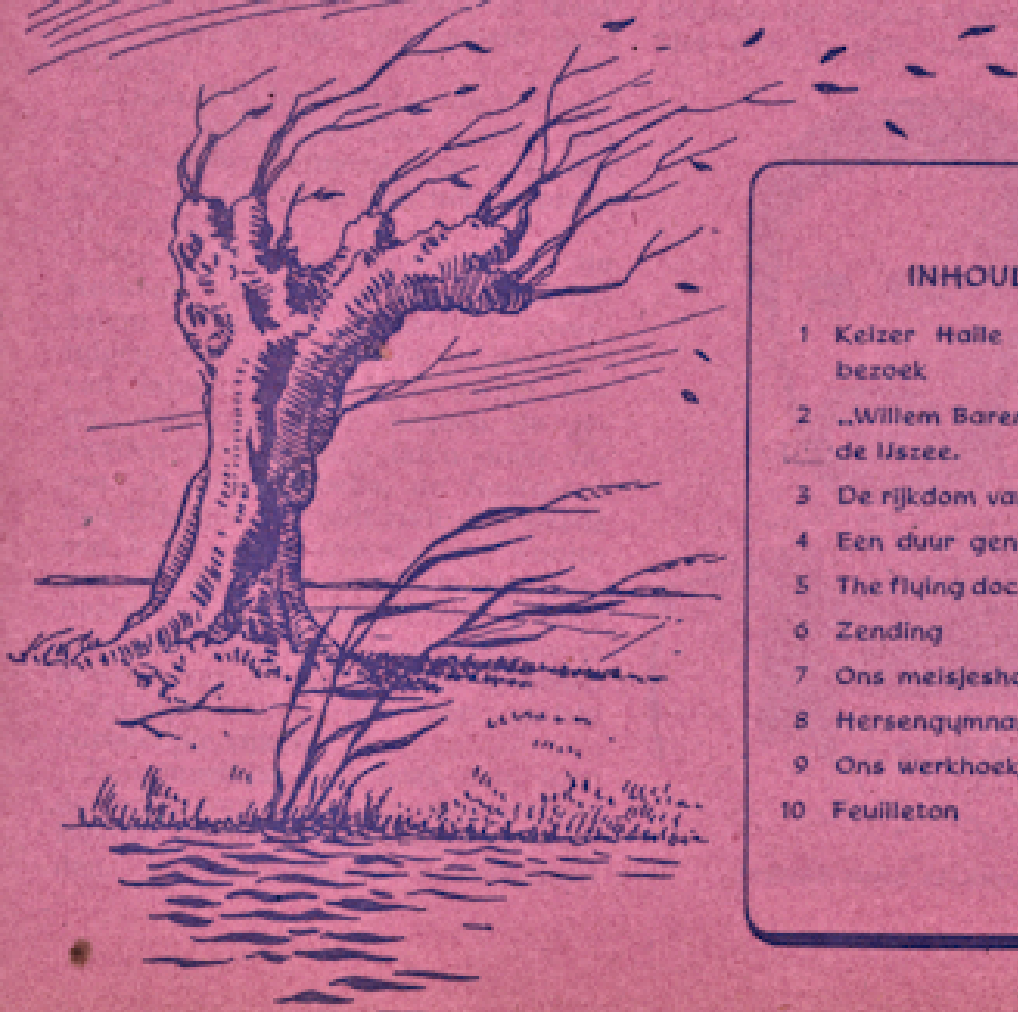 INHOUD
1 Keizer Haile
bezoek
2 „Willem Baren
de IJszee.
3 De rijkdom va
4 Een duur gen
5 The flying doc
6 Zending
7 Ons meisjesho
8 Hersengymna
9 Ons werkhoek
10 Feuilleton